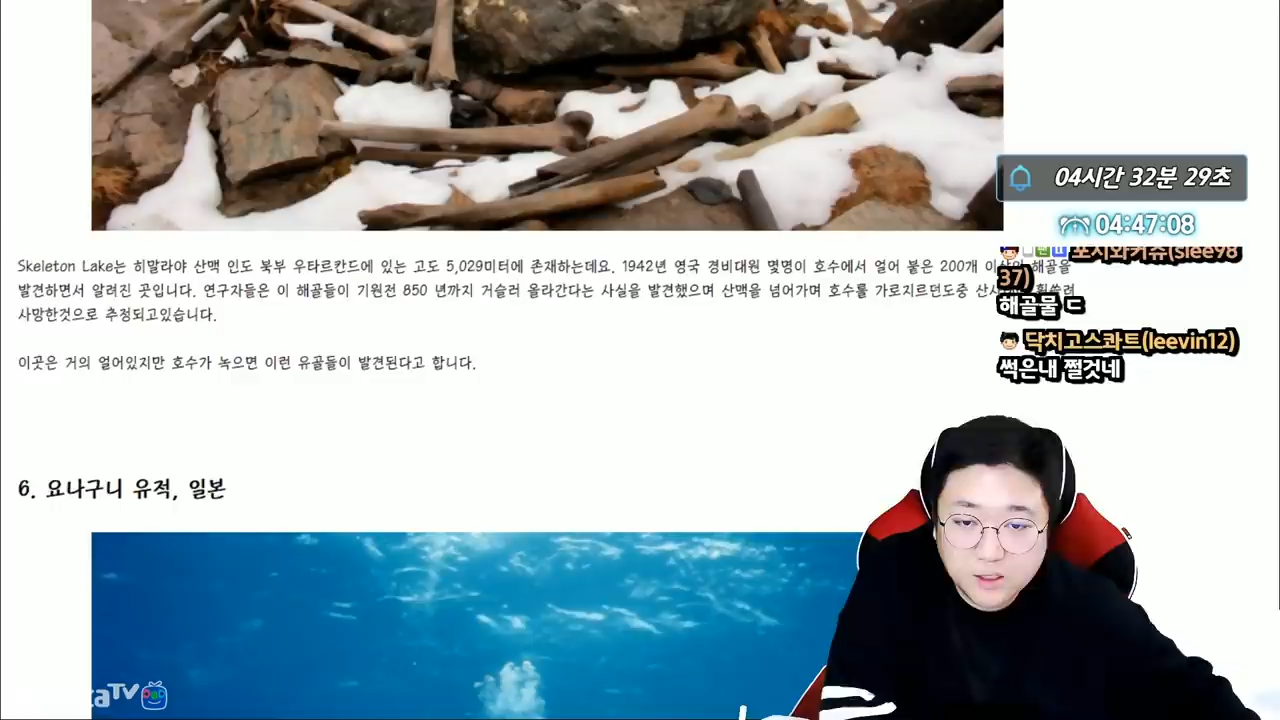 Skeleton Lake는 히말라야 산맥 인도 북부 우타란찬국에 있는 고도 5,029미터에 존재하는데요. 1942년 영국 경비대원 몇명이 호수에서 얼어 붙은 200개 이상의 해골을
발견하면서 알려진 곳입니다. 연구자들은 이 해골들이 기원전 850 년까지 거슬러 올라간다는 사실을 발견했으며 산맥을 넘어가며 호수를 가로지르던도중
사망한것으로 추정되고있습니다.
이곳은 거의 얼어있지만 호수가 녹으면 이런 유골들이 발견된다고 합니다.
6. 요나구니 유적, 일본
04시간 32분 29초
04:47:08
(slee98
37)
해골물 ㄷ
닥치고스콰트(leevin12)
썩은내 쩔것네
aTV